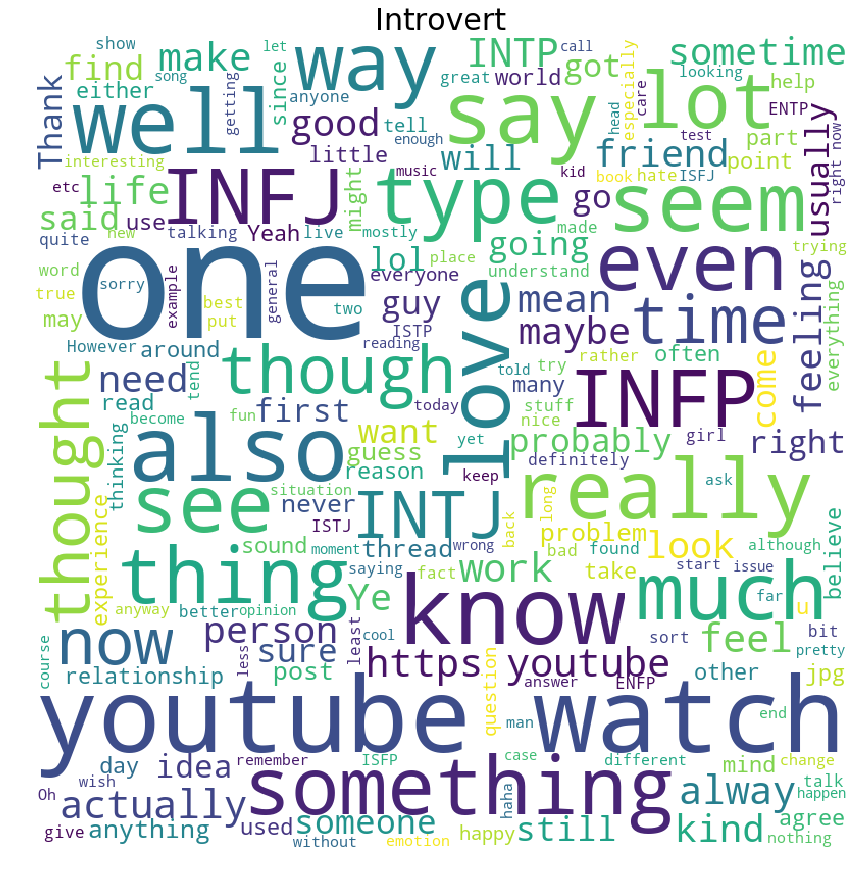 Introvert
show
make
way
INTP
call
sometime
let
find
song
great
world
got
looking
either
since
anyone
help
Thank
well
getting
good
tell
say
especially
care
lot
ENTP
interesting
little
enough
will
head
friend
test
part
point
usually
right now
etc
life
INFJ
might
music
type
kid
book
hate
ISFJ
go
seem
said
use
quite
new
talking
Yeah
live
mostly
going
made
trying
word
one
lol
place
understand
even
sorry
example
general
everyone
true
best
put
two
guy
love
mean
time
feeling
everything
may
ISTP
maybe
However
around
reading
told
try
rather
often
come
thought
need
tend
though
many
read
become
fun
first
today
stuff
nice
thinking
also
want
yet
probably
girl
right
guess
definitely
reason
situation
keep
ask
experience
see
never
INTJ
really
ISTJ
back
long
problem
look
believe
sound
moment
thread
wrong
bad
found
although
thing
saying
fact
work
take
start
issue
anyway
better
opinion
Ye
know
much
far
u
now
person
sure
least
cool
sort
feel
bit
course
less
https youtube
other
pretty
relationship
post
question
answer
ENFP
jpg
youtube watch
man
end
day
idea
remember
ISFP
case
different
mind
change
wish
something
talk
Oh
actually
haha
alway
happen
give
anything
used
someone
happy
still
kind
agree
without
emotion
nothing